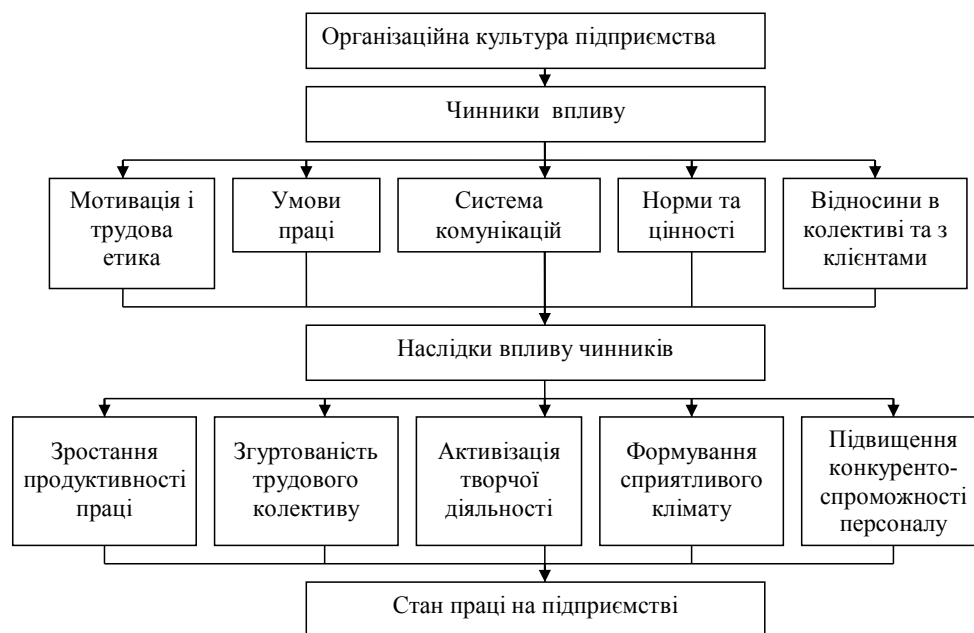 Організаційна культура підприємства
Чинники впливу
Мотивація і
трудова
етика
Умови
праці
Система
комунікацій
Норми та
цінності
Відносини в
колективі та з
клієнтами
Наслідки впливу чинників
Зростання
продуктивності
праці
Згуртованість
трудового
колективу
Активізація
творчої
діяльності
Формування
сприятливого
клімату
Підвищення
конкуренто-
спроможності
персоналу
Стан праці на підприємстві